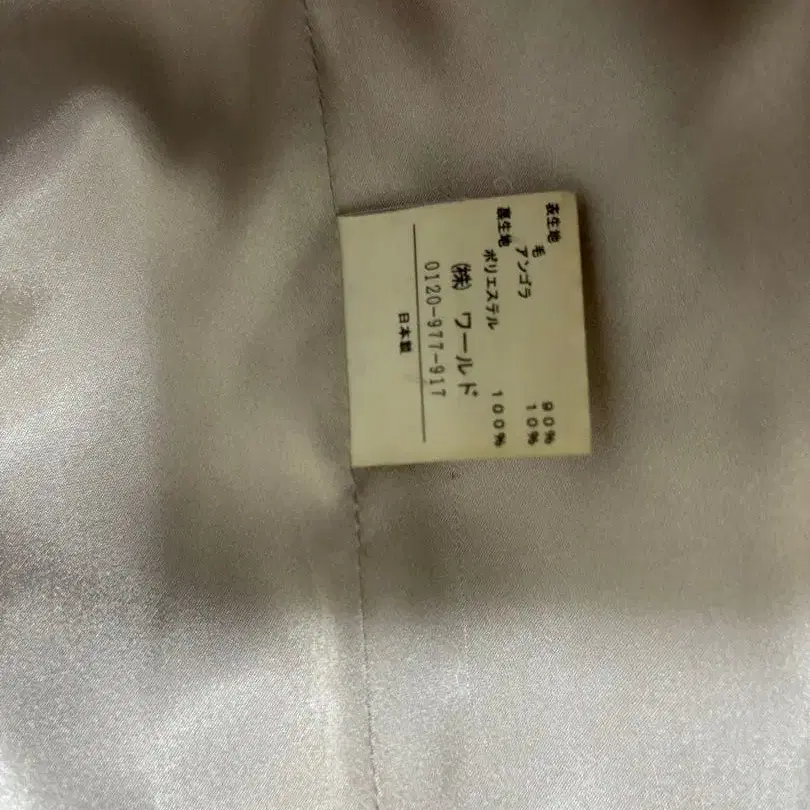 表生地
毛 90%
アンゴラ 10%
裏生地
ポリエステル 100%
㈱ ワールド
0120-977-917
日本製